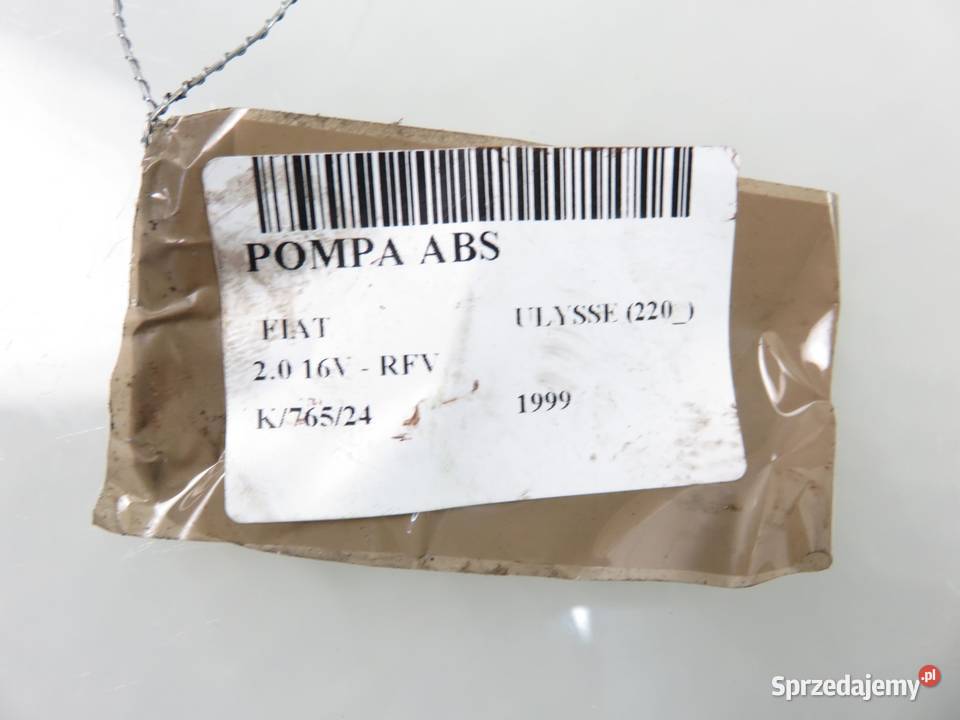 POMPA ABS
FIAT ULYSSE (220_)
2.0 16V - RFV
K/765/24 1999
Sprzedajemy.pl